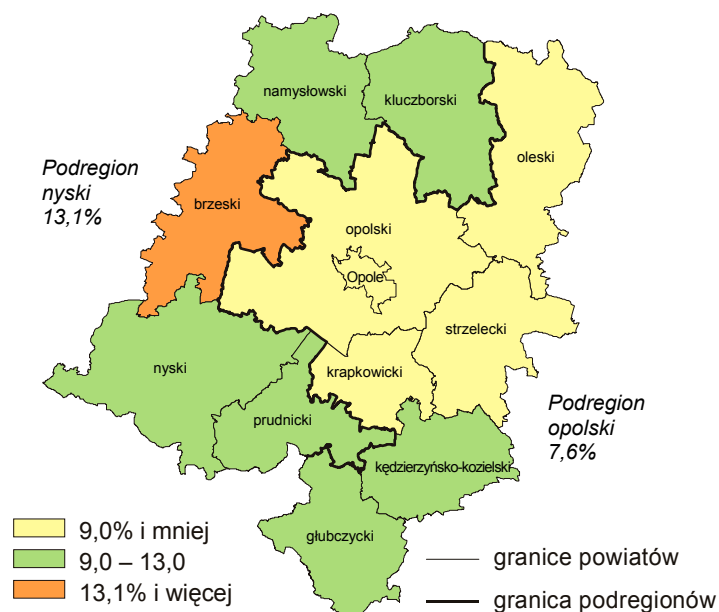 namysłowski
kluczborski
oleski
Podregion
nyski
13,1%
brzeski
opolski
Opole
strzelecki
nyski
krapkowicki
prudnicki
Podregion
opolski
7,6%
kędzierzyńsko-kozielski
głubczycki
9,0% i mniej
9,0 – 13,0
13,1% i więcej
granice powiatów
granica podregionów